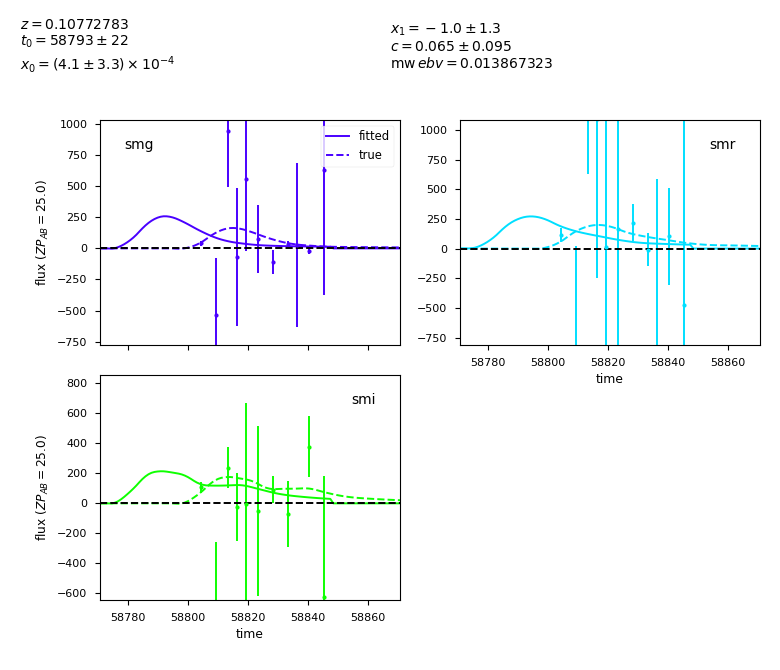 z = 0.10772783
t₀ = 58793 ± 22
x₀ = (4.1 ± 3.3) × 10⁻⁴
x₁ = −1.0 ± 1.3
c = 0.065 ± 0.095
mw ebv = 0.013867323
smg
fitted
true
1000
750
500
250
0
−250
−500
−750
flux (ZP_AB = 25.0)
smr
1000
750
500
250
0
−250
−500
−750
58780 58800 58820 58840 58860
time
smi
800
600
400
200
0
−200
−400
−600
flux (ZP_AB = 25.0)
58780 58800 58820 58840 58860
time